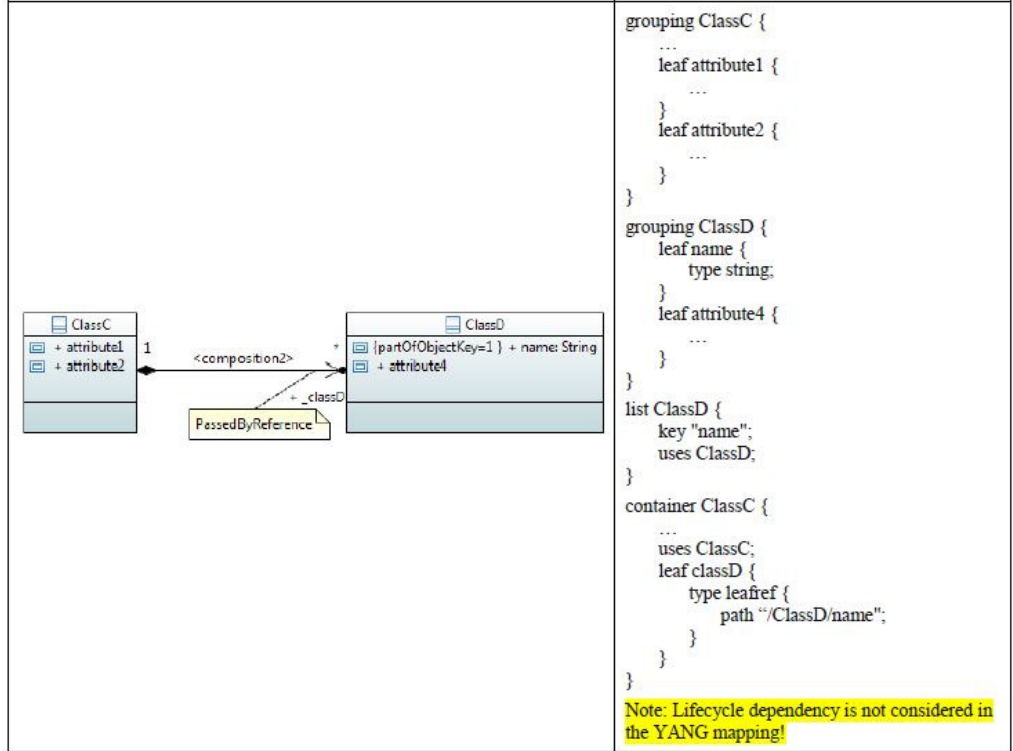 ClassC
+ attribute1
+ attribute2
1
<composition2>
*
+ _classD
PassedByReference
ClassD
{partOfObjectKey=1 } + name: String
+ attribute4
grouping ClassC {
…
leaf attribute1 {
…
}
leaf attribute2 {
…
}
}
grouping ClassD {
leaf name {
type string;
}
leaf attribute4 {
…
}
}
list ClassD {
key "name";
uses ClassD;
}
container ClassC {
…
uses ClassC;
leaf classD {
type leafref {
path “/ClassD/name";
}
}
}
Note: Lifecycle dependency is not considered in
the YANG mapping!